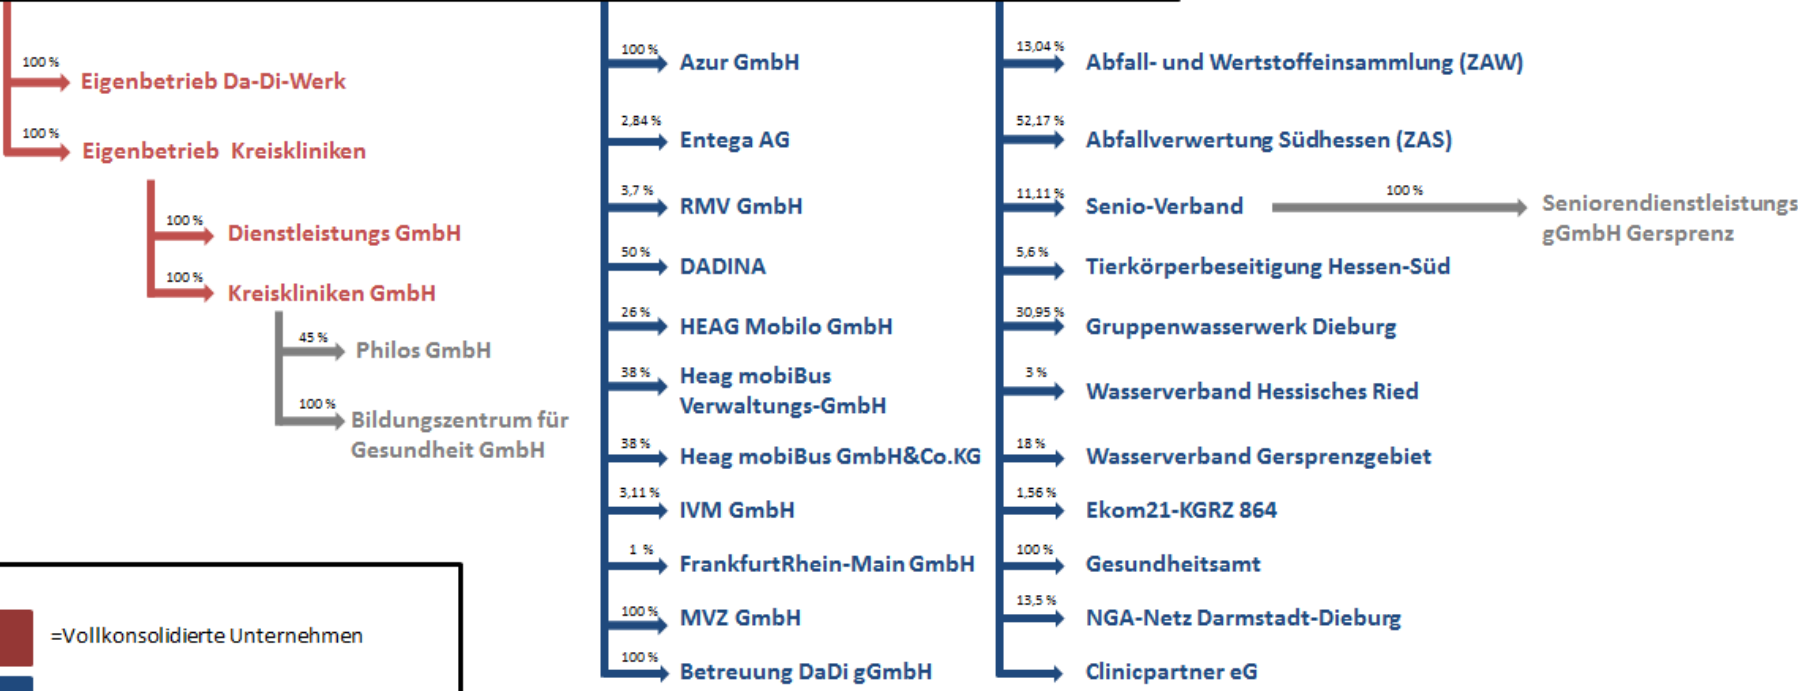 100 %
Eigenbetrieb Da-Di-Werk
100 %
Eigenbetrieb Kreiskliniken
100 %
Dienstleistungs GmbH
100 %
Kreiskliniken GmbH
45 %
Philos GmbH
100 %
Bildungszentrum für
Gesundheit GmbH
=Vollkonsolidierte Unternehmen
100 %
Azur GmbH
2,84 %
Entega AG
3,7 %
RMV GmbH
50 %
DADINA
26 %
HEAG Mobilo GmbH
38 %
Heag mobiBus
Verwaltungs-GmbH
38 %
Heag mobiBus GmbH&Co.KG
3,11 %
IVM GmbH
1 %
FrankfurtRhein-Main GmbH
100 %
MVZ GmbH
100 %
Betreuung DaDi gGmbH
13,04 %
Abfall- und Wertstoffeinsammlung (ZAW)
52,17 %
Abfallverwertung Südhessen (ZAS)
11,11 %
Senio-Verband
100 %
Seniorendienstleistungs
gGmbH Gersprenz
5,6 %
Tierkörperbeseitigung Hessen-Süd
30,95 %
Gruppenwasserwerk Dieburg
3 %
Wasserverband Hessisches Ried
18 %
Wasserverband Gersprenzgebiet
1,56 %
Ekom21-KGRZ 864
100 %
Gesundheitsamt
13,5 %
NGA-Netz Darmstadt-Dieburg
Clinicpartner eG